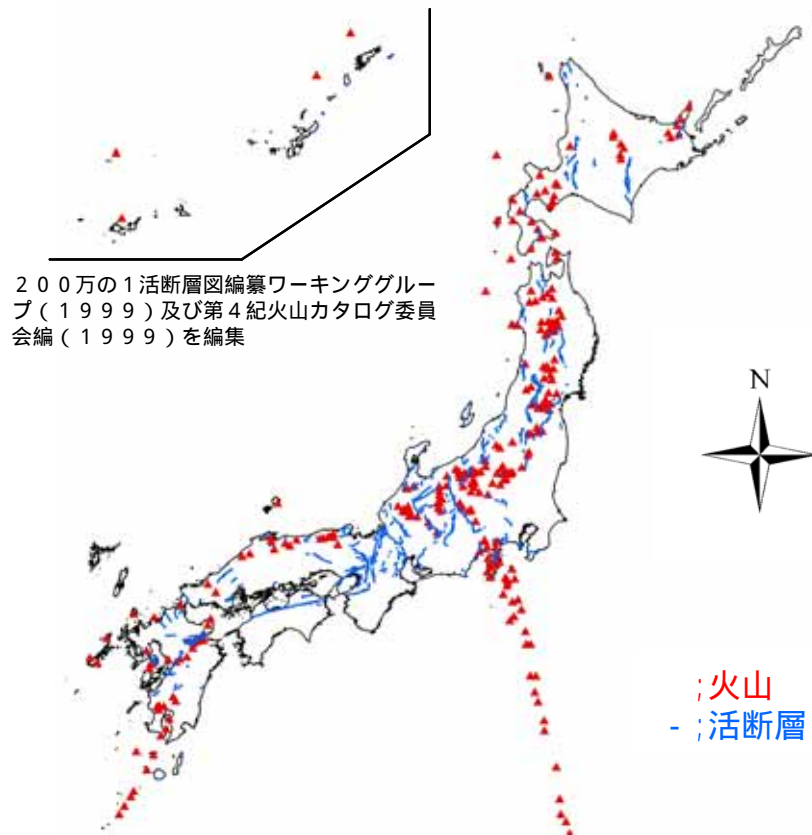 ２００万の１活断層図編纂ワーキンググルー
プ（１９９９）及び第４紀火山カタログ委員
会編（１９９９）を編集
N
;火山
- ;活断層